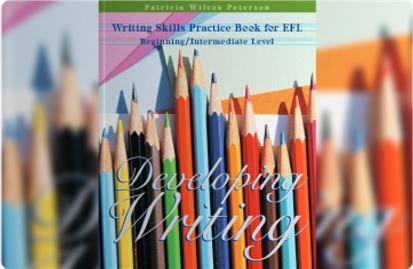 Patricia Wilcox Peterson
Writing Skills Practice Book for EFL
Beginning/Intermediate Level
Developing
Writing